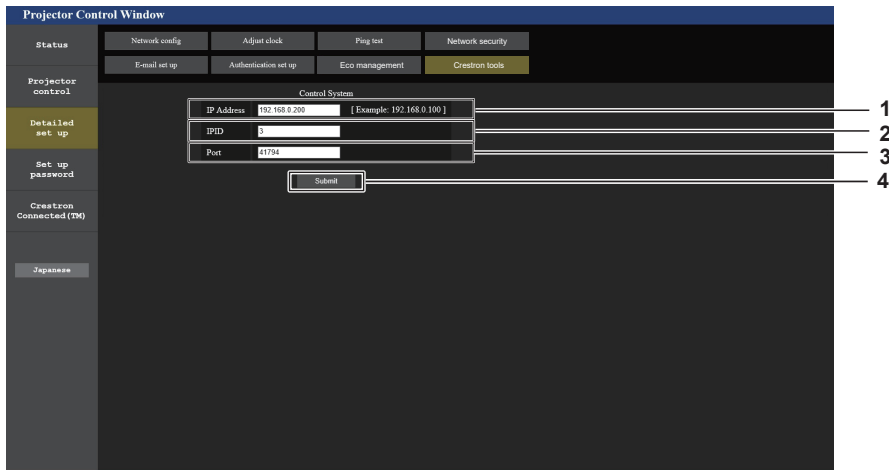 Projector Control Window
Status
Projector
control
Detailed
set up
Set up
password
Crestron
Connected(TM)
Japanese
Network config
Adjust clock
Ping test
Network security
E-mail set up
Authentication set up
Eco management
Crestron tools
Control System
IP Address 192.168.0.200 [ Example: 192.168.0.100 ]
IPID 3
Port 41794
Submit
1
2
3
4